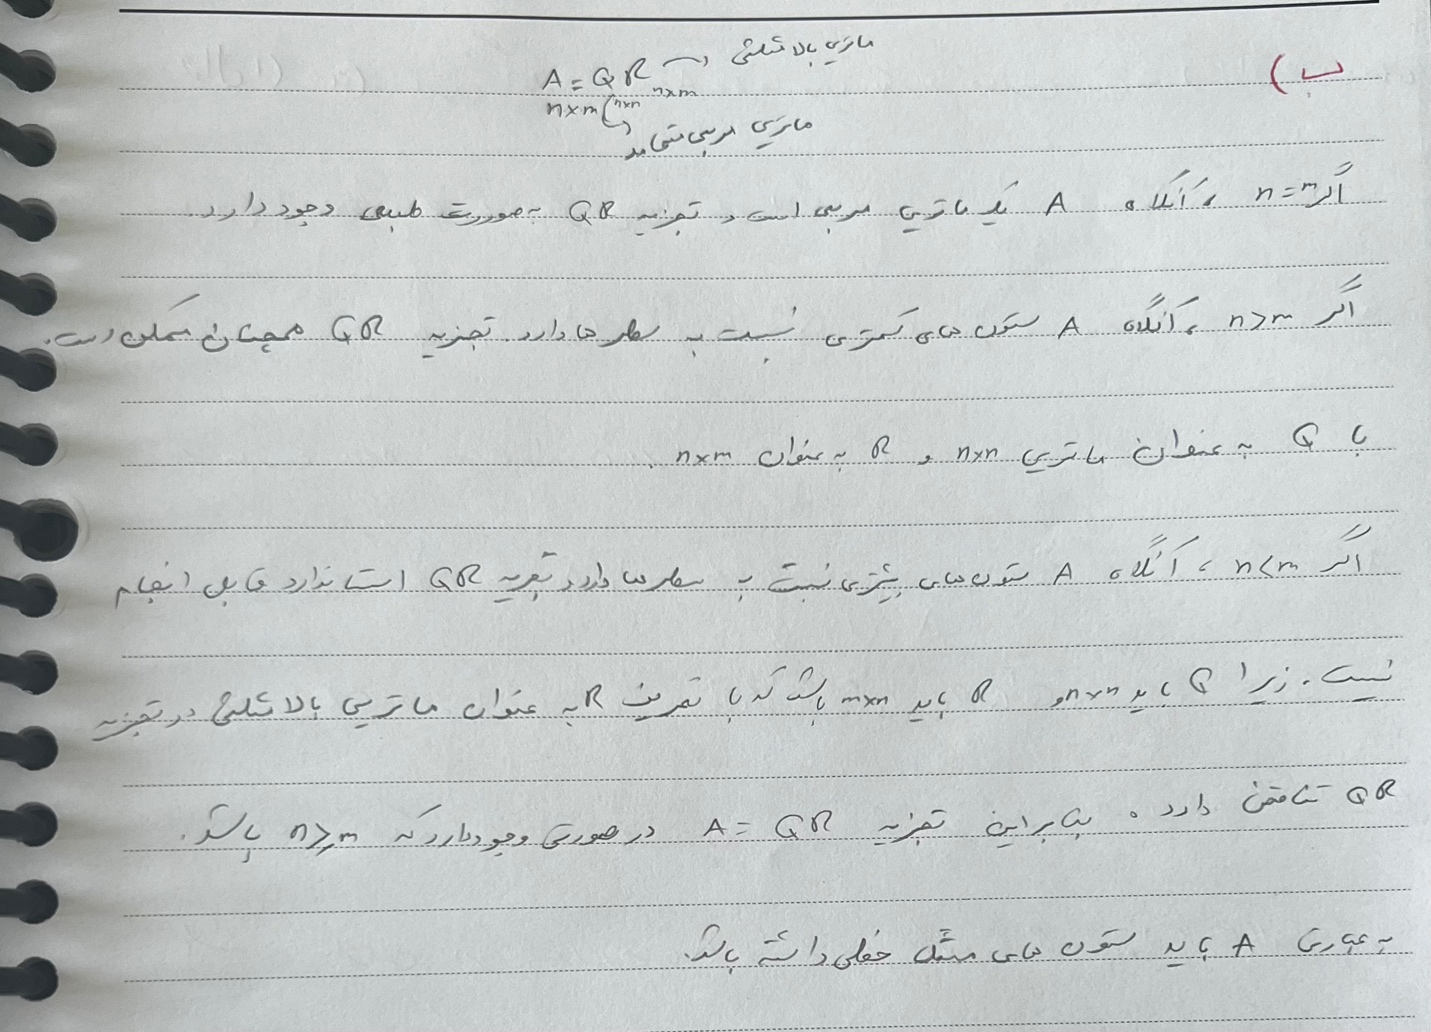 ب)
A = QR → ماتریس بالا مثلثی
n×m n×n n×m
ماتریس مربعی متعامد
اگر n=m ، آنگاه A یک ماتریس مربعی است و تجزیه QR به صورت طبیعی وجود دارد.
اگر n>m ، آنگاه A ستون های کمتری نسبت به سطرها دارد. تجزیه QR همچنان ممکن است.
با Q به عنوان ماتریس n×n و R به عنوان n×m .
اگر n<m ، آنگاه A ستون های بیشتری نسبت به سطرها دارد و تجزیه QR استاندارد قابل انجام
نیست. زیرا Q باید n×n و R باید m×n باشد که با تعریف R به عنوان ماتریس بالا مثلثی در تجزیه
QR تناقض دارد . بنابراین تجزیه A = QR در صورتی وجود دارد که n⩾m باشد.
به عبارتی A باید ستون های مستقل خطی داشته باشد.